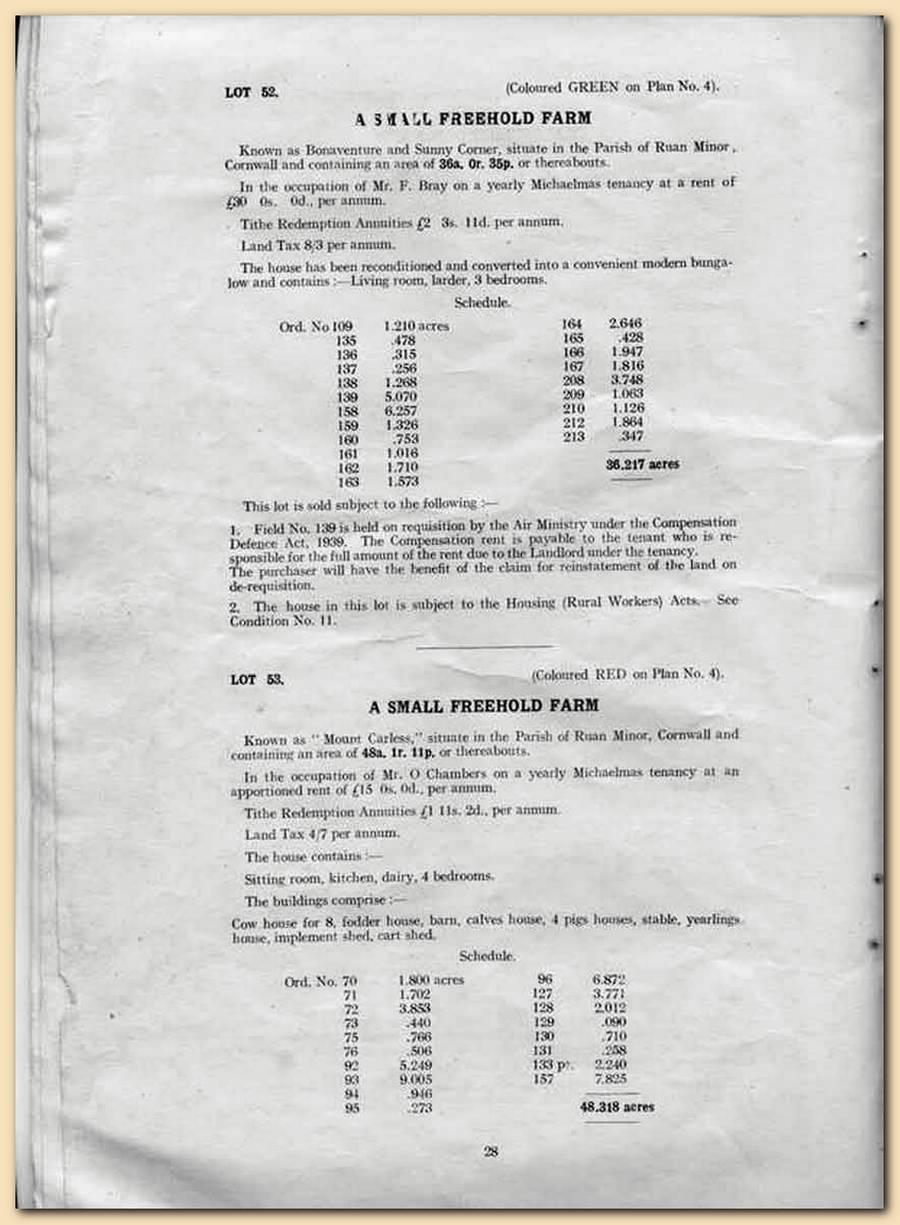 LOT 52. (Coloured GREEN on Plan No. 4).
A SMALL FREEHOLD FARM
Known as Bonaventure and Sunny Corner, situate in the Parish of Ruan Minor,
Cornwall and containing an area of 36a. 0r. 35p. or thereabouts.
In the occupation of Mr. F. Bray on a yearly Michaelmas tenancy at a rent of
£30 0s. 0d., per annum.
Tithe Redemption Annuities £2 3s. 11d. per annum.
Land Tax 8/3 per annum.
The house has been reconditioned and converted into a convenient modern bunga-
low and contains :—Living room, larder, 3 bedrooms.
Schedule.
Ord. No 109 1.210 acres 164 2.646
135 .478 165 .428
136 .315 166 1.947
137 .256 167 1.816
138 1.268 208 3.748
139 5.070 209 1.063
158 6.257 210 1.126
159 1.326 212 1.864
160 .753 213 .347
161 1.016
162 1.710 36.217 acres
163 1.573
This lot is sold subject to the following :—
1. Field No. 139 is held on requisition by the Air Ministry under the Compensation
Defence Act, 1939. The Compensation rent is payable to the tenant who is re-
sponsible for the full amount of the rent due to the Landlord under the tenancy.
The purchaser will have the benefit of the claim for reinstatement of the land on
de-requisition.
2. The house in this lot is subject to the Housing (Rural Workers) Acts. See
Condition No. 11.
LOT 53. (Coloured RED on Plan No. 4).
A SMALL FREEHOLD FARM
Known as "Mount Carless," situate in the Parish of Ruan Minor, Cornwall and
containing an area of 48a. 1r. 11p. or thereabouts.
In the occupation of Mr. O Chambers on a yearly Michaelmas tenancy at an
apportioned rent of £15 0s. 0d., per annum.
Tithe Redemption Annuities £1 11s. 2d., per annum.
Land Tax 4/7 per annum.
The house contains :—
Sitting room, kitchen, dairy, 4 bedrooms.
The buildings comprise :—
Cow house for 8, fodder house, barn, calves house, 4 pigs houses, stable, yearlings
house, implement shed, cart shed.
Schedule.
Ord. No. 70 1.800 acres 96 6.872
71 1.702 127 3.771
72 3.853 128 2.012
73 .440 129 .090
75 .766 130 .710
76 .506 131 .258
92 5.249 133 pt. 2.240
93 9.005 157 7.825
94 .946
95 .273 48.318 acres
28